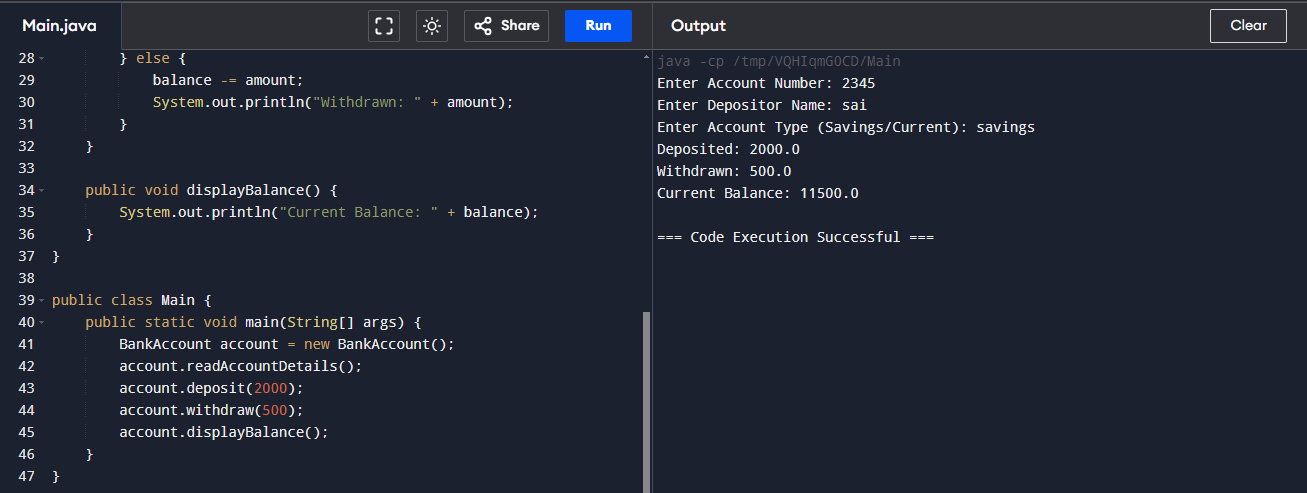 Main.java
Share
Run
Output
Clear
28 } else {
29 balance -= amount;
30 System.out.println("Withdrawn: " + amount);
31 }
32 }
33
34 public void displayBalance() {
35 System.out.println("Current Balance: " + balance);
36 }
37 }
38
39 public class Main {
40 public static void main(String[] args) {
41 BankAccount account = new BankAccount();
42 account.readAccountDetails();
43 account.deposit(2000);
44 account.withdraw(500);
45 account.displayBalance();
46 }
47 }
java -cp /tmp/VQHIqmGOCD/Main
Enter Account Number: 2345
Enter Depositor Name: sai
Enter Account Type (Savings/Current): savings
Deposited: 2000.0
Withdrawn: 500.0
Current Balance: 11500.0
=== Code Execution Successful ===